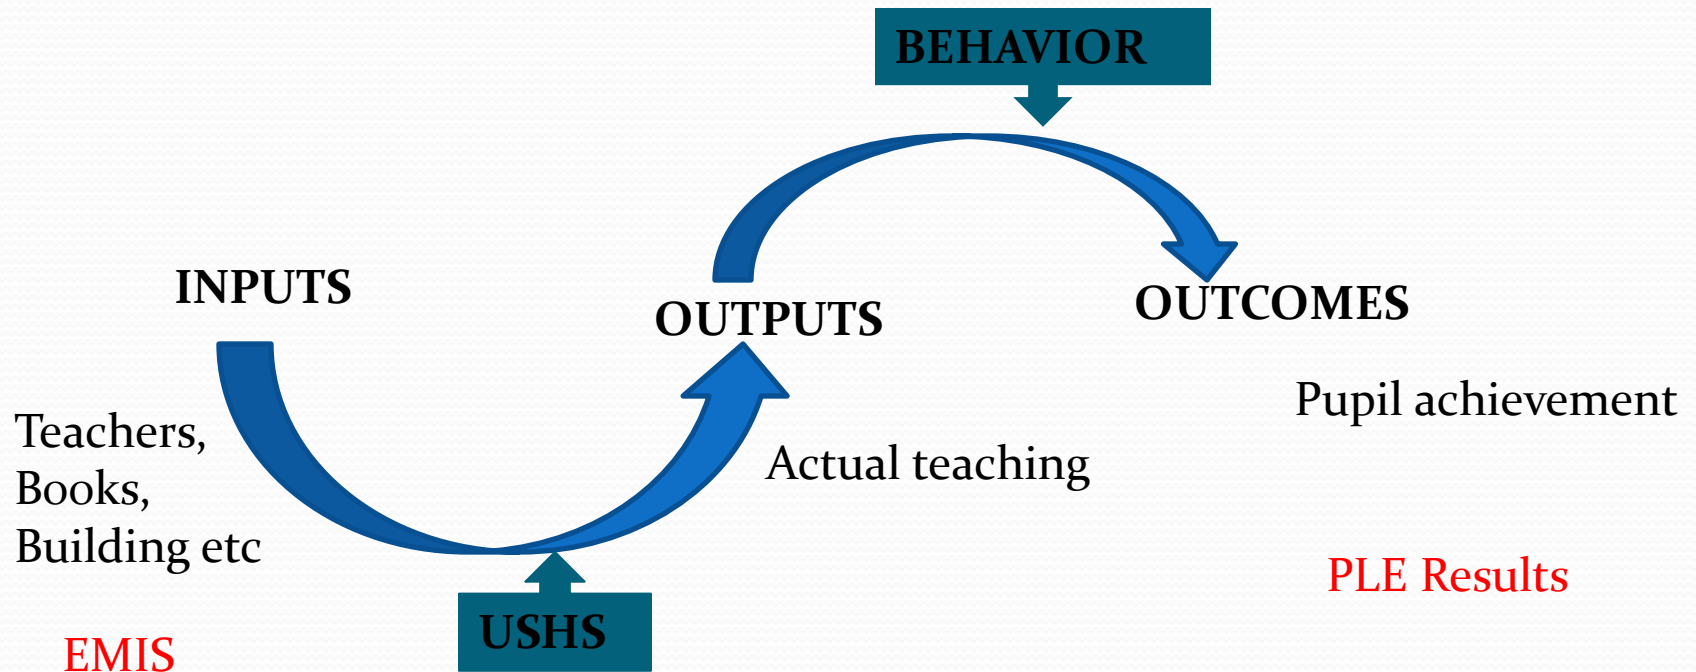 BEHAVIOR
INPUTS
OUTPUTS
OUTCOMES
Teachers,
Books,
Building etc
Actual teaching
Pupil achievement
PLE Results
USHS
EMIS